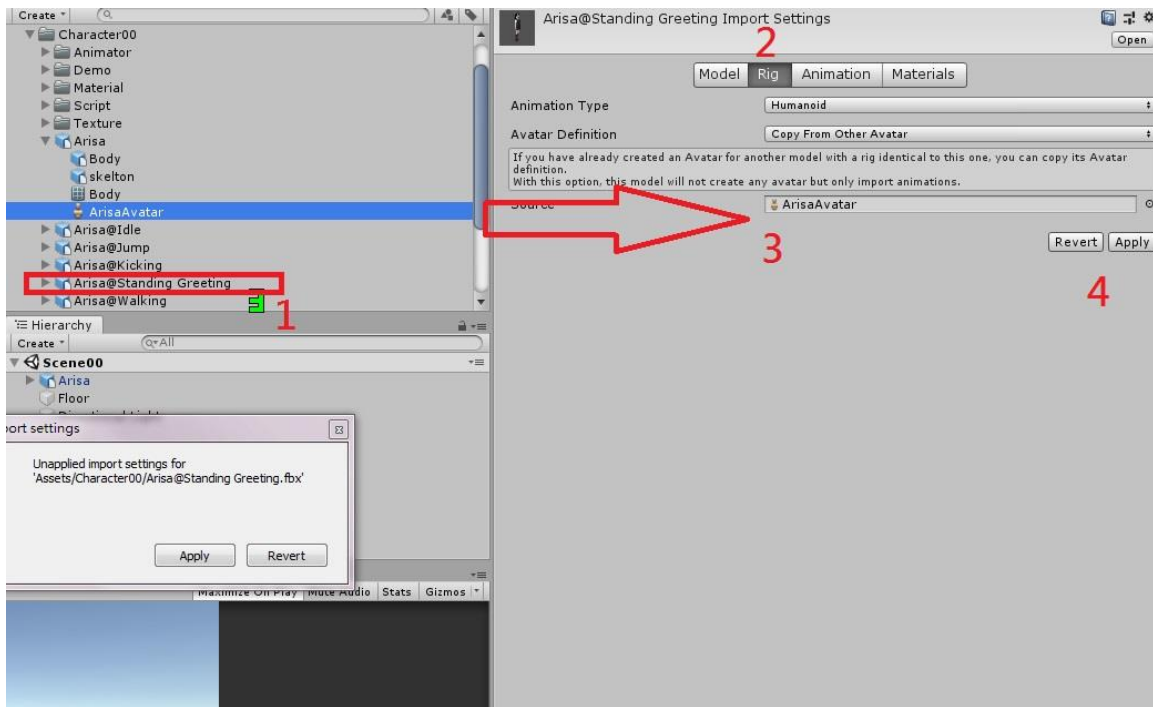 Create
Character00
Animator
Demo
Material
Script
Texture
Arisa
Body
skelton
Body
ArisaAvatar
Arisa@Idle
Arisa@Jump
Arisa@Kicking
Arisa@Standing Greeting
Arisa@Walking
1
Hierarchy
Create
All
Scene00
Arisa
Floor
ort settings
Unapplied import settings for
'Assets/Character00/Arisa@Standing Greeting.fbx'
Apply Revert
Maximize On Play Mute Audio Stats Gizmos
Arisa@Standing Greeting Import Settings
Open
2
Model Rig Animation Materials
Animation Type Humanoid
Avatar Definition Copy From Other Avatar
If you have already created an Avatar for another model with a rig identical to this one, you can copy its Avatar
definition.
With this option, this model will not create any avatar but only import animations.
Source ArisaAvatar
3
Revert Apply
4